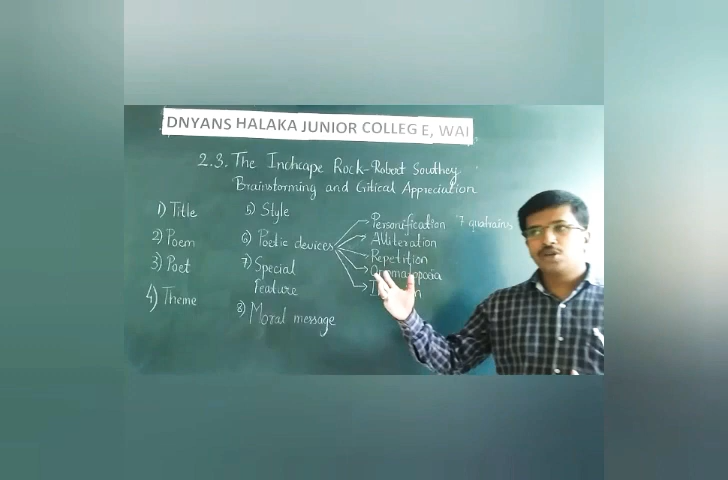 DNYANS HALAKA JUNIOR COLLEG E, WAI
2.3. The Inchcape Rock-Robert Southey
Brainstorming and Critical Appreciation
1) Title
2) Poem
3) Poet
4) Theme
5) Style
6) Poetic devices
7) Special
Feature
8) Moral message
Personification 7 quatrains
Alliteration
Repetition